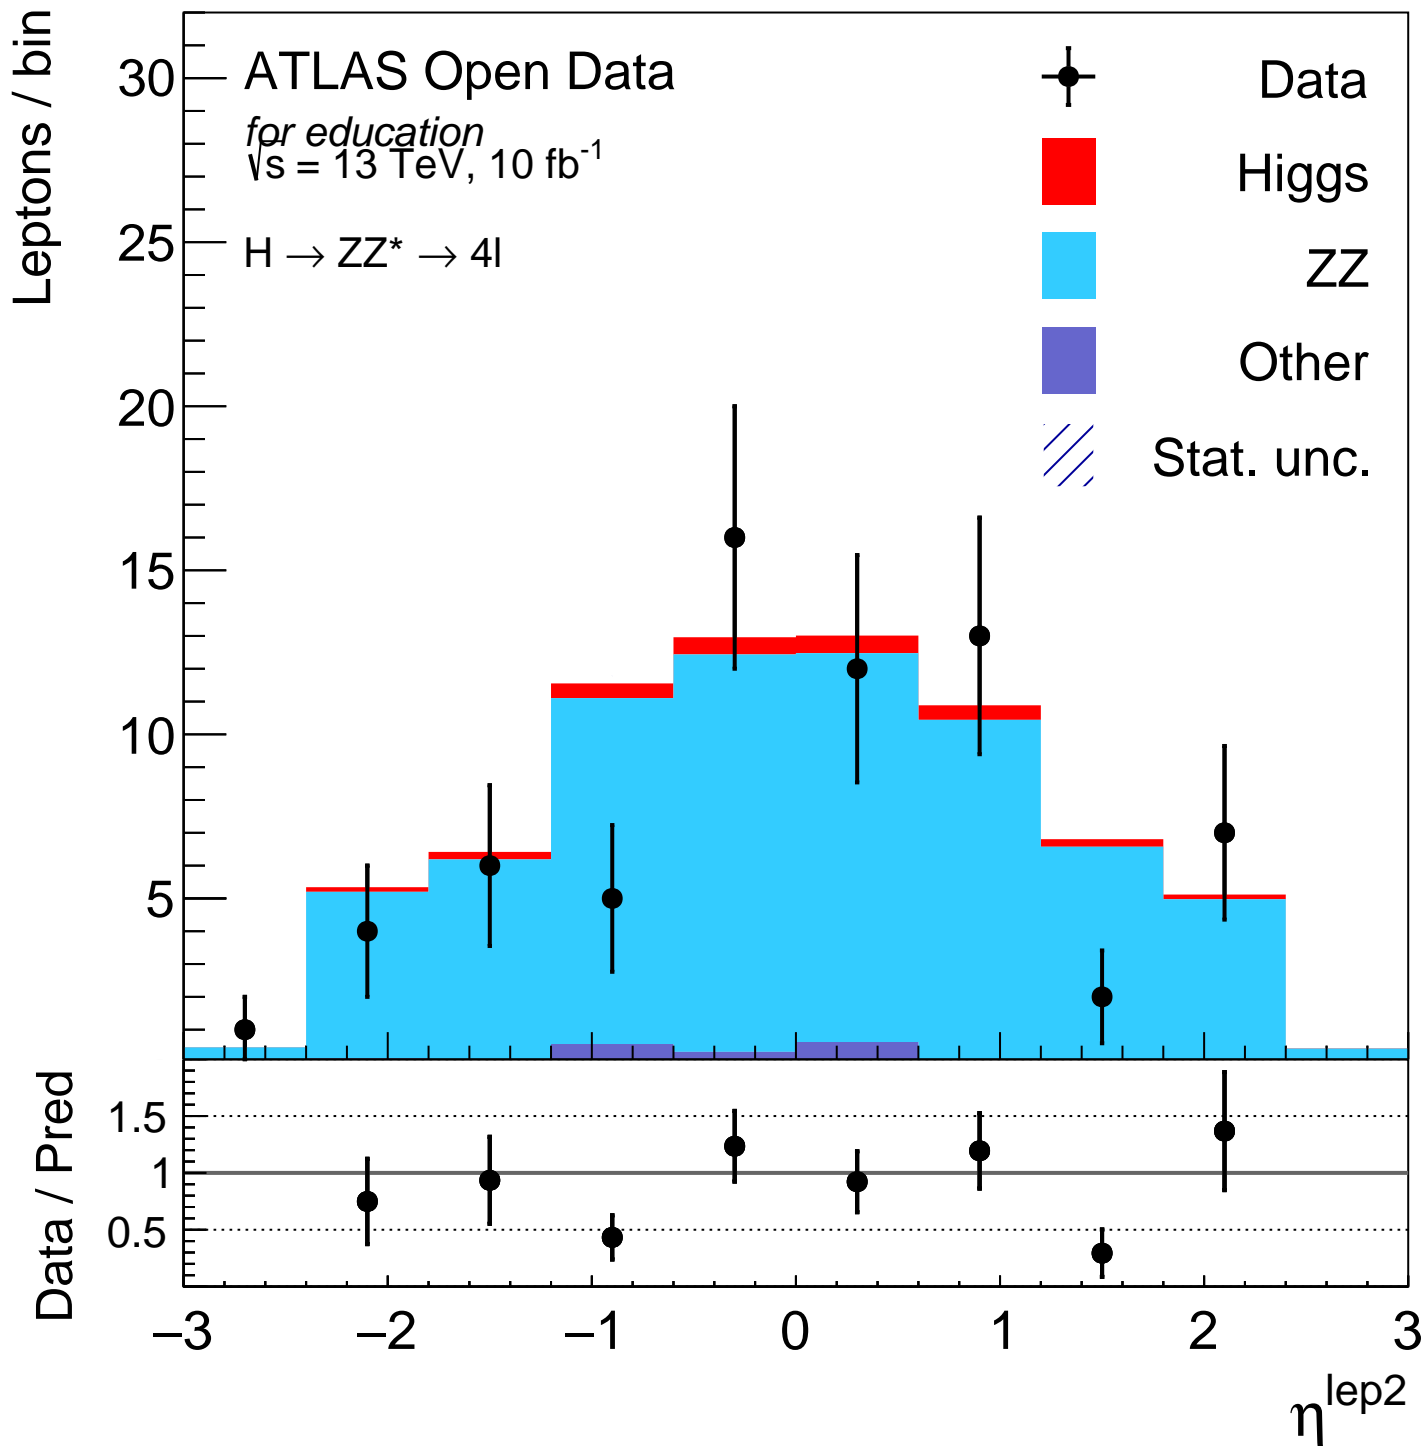 Leptons / bin
30
25
20
15
10
5
ATLAS Open Data
for education
√s = 13 TeV, 10 fb-1
H → ZZ* → 4l
Data
Higgs
ZZ
Other
Stat. unc.
Data / Pred
1.5
1
0.5
−3 −2 −1 0 1 2 3
ηlep2